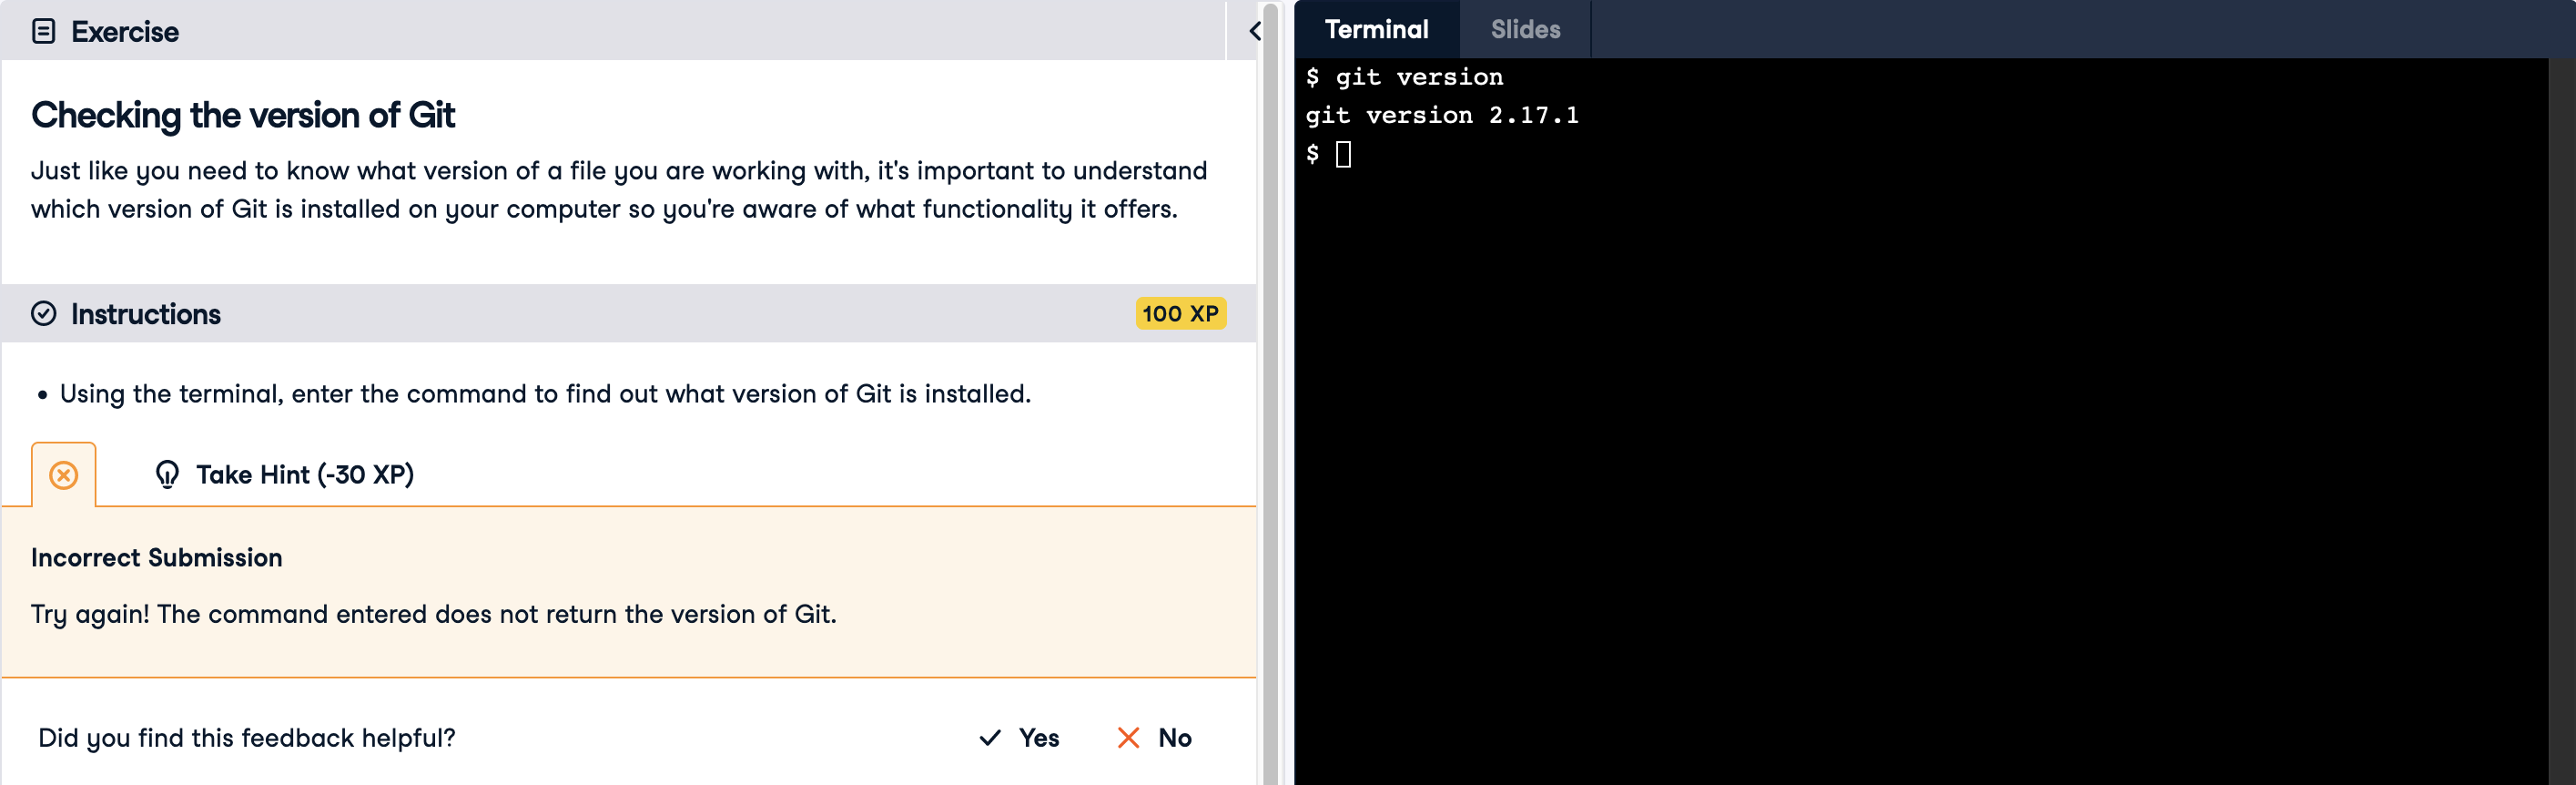 Exercise
Checking the version of Git
Just like you need to know what version of a file you are working with, it's important to understand
which version of Git is installed on your computer so you're aware of what functionality it offers.
Instructions
100 XP
• Using the terminal, enter the command to find out what version of Git is installed.
Take Hint (-30 XP)
Incorrect Submission
Try again! The command entered does not return the version of Git.
Did you find this feedback helpful?
Yes
No
Terminal
Slides
$ git version
git version 2.17.1
$